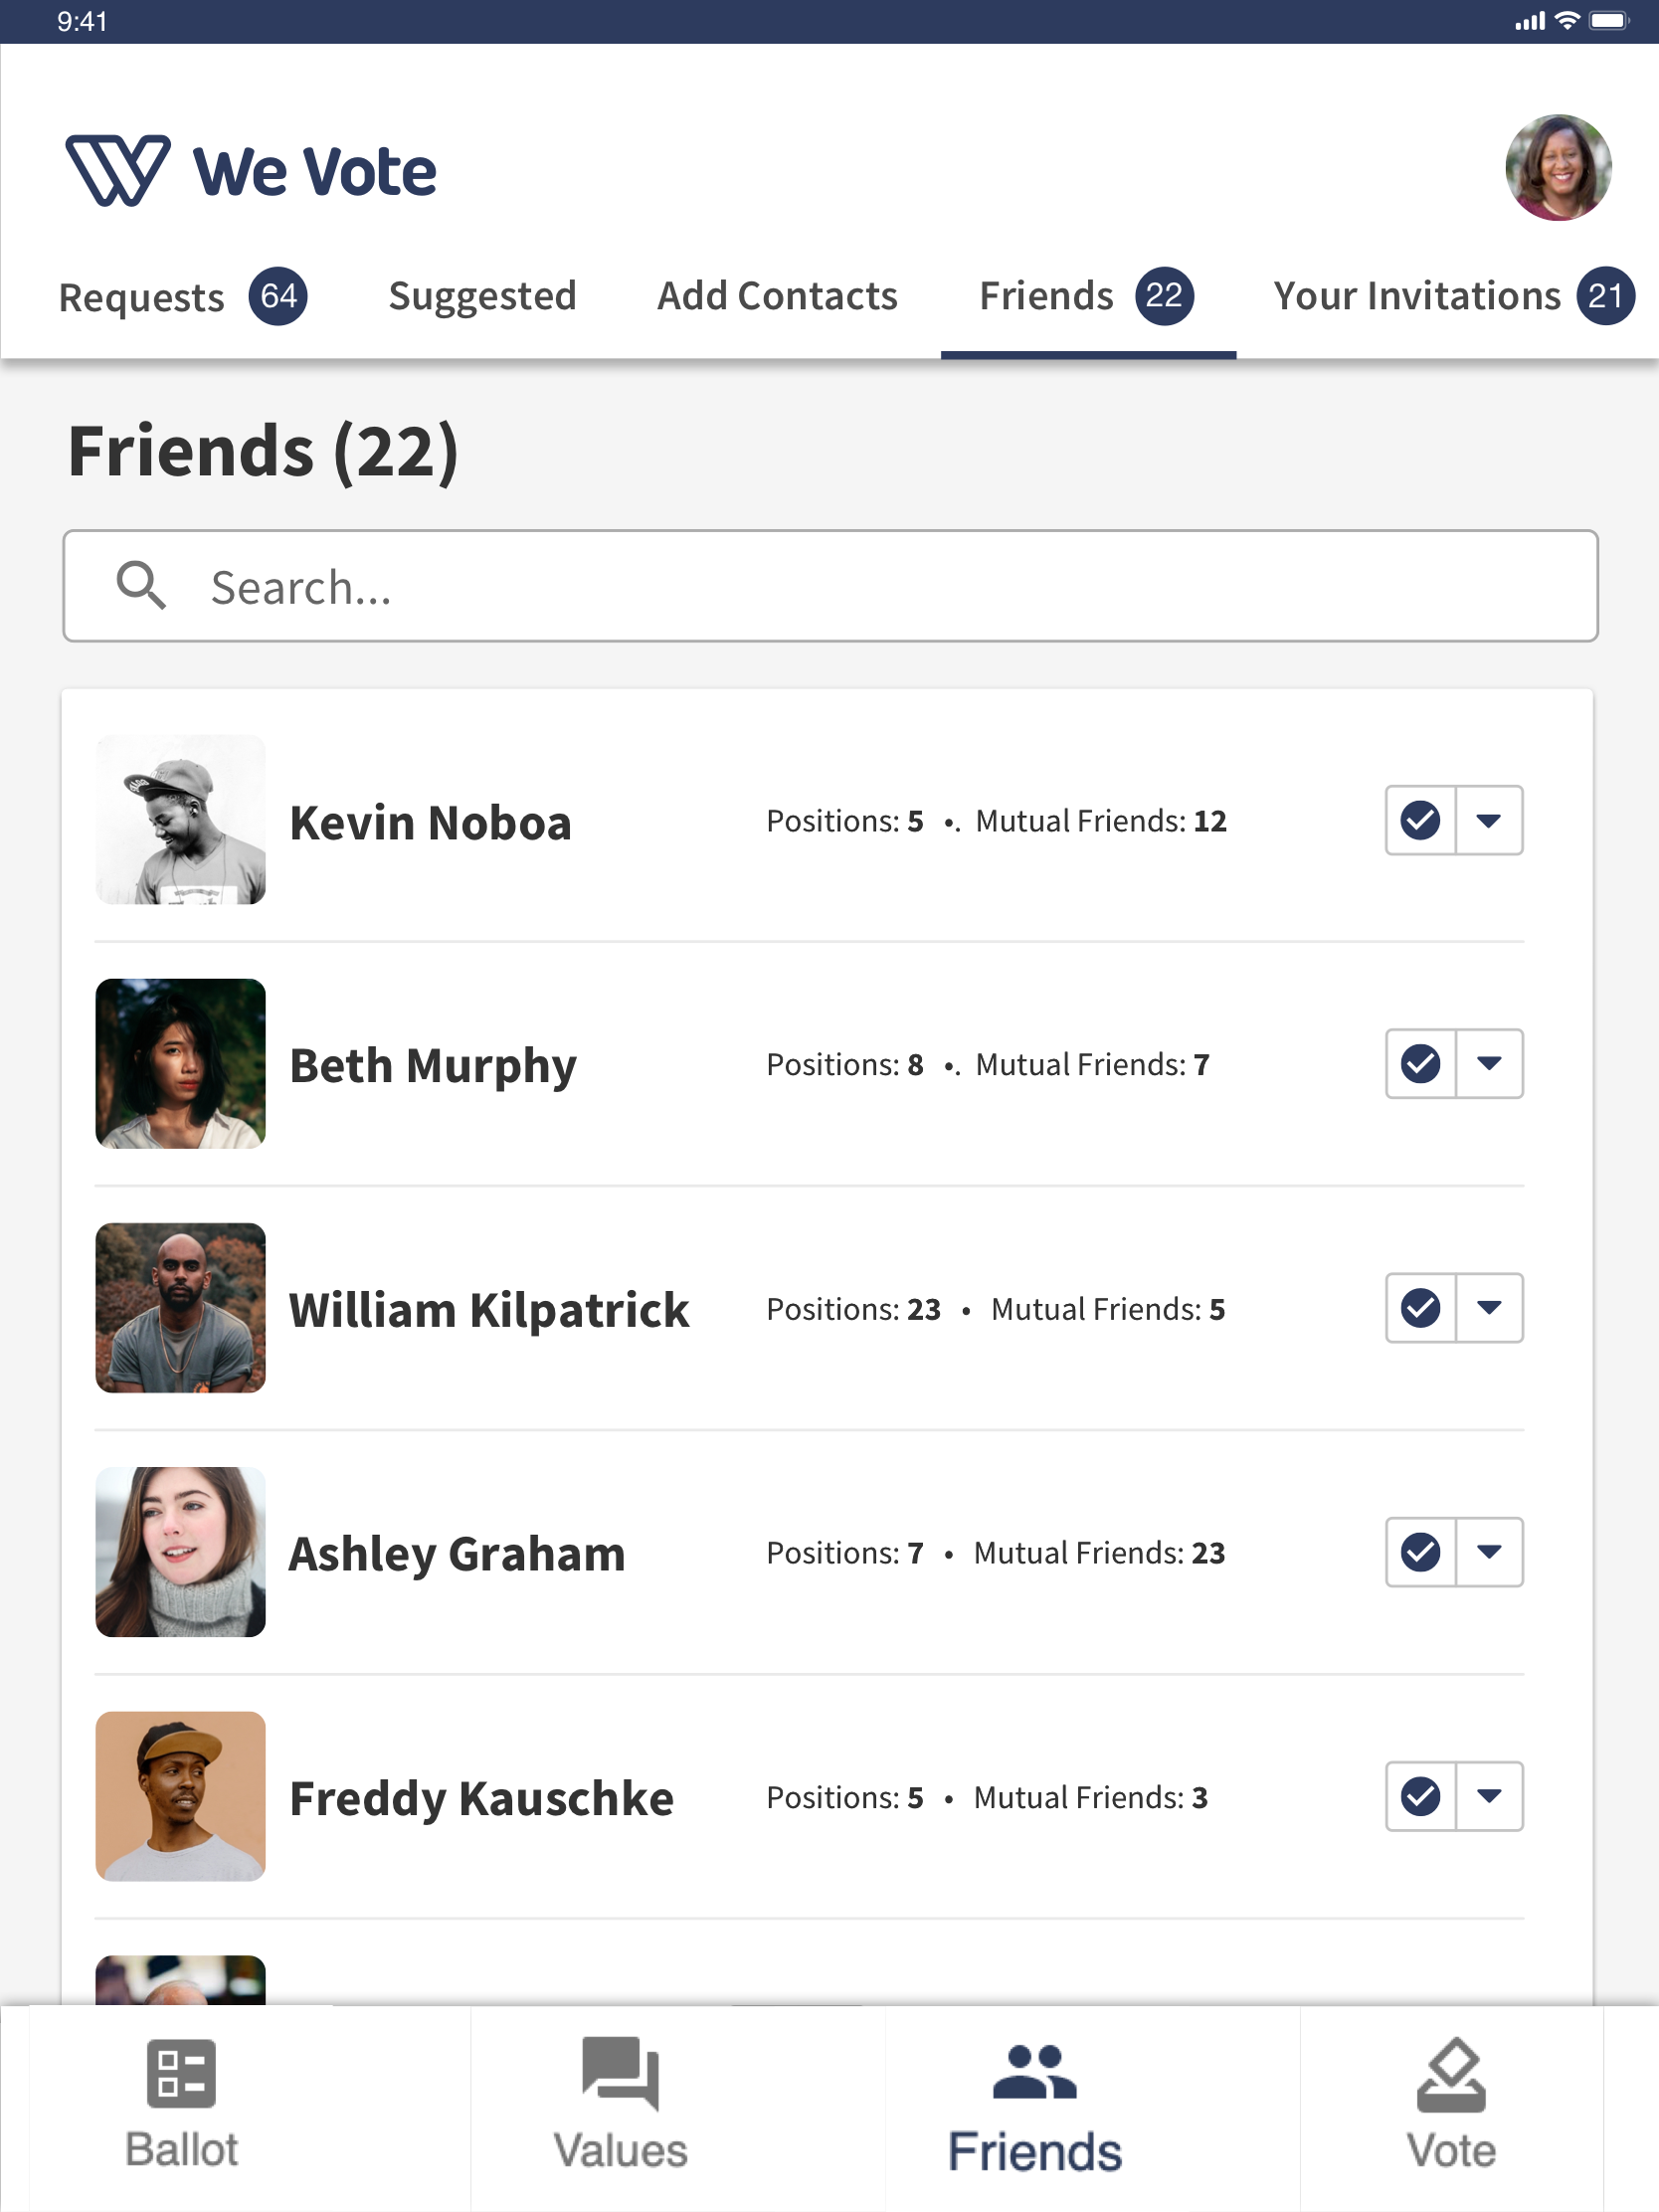 9:41
We Vote
Requests 64 Suggested Add Contacts Friends 22 Your Invitations 21
Friends (22)
Search...
Kevin Noboa Positions: 5 •. Mutual Friends: 12
Beth Murphy Positions: 8 •. Mutual Friends: 7
William Kilpatrick Positions: 23 • Mutual Friends: 5
Ashley Graham Positions: 7 • Mutual Friends: 23
Freddy Kauschke Positions: 5 • Mutual Friends: 3
Ballot Values Friends Vote